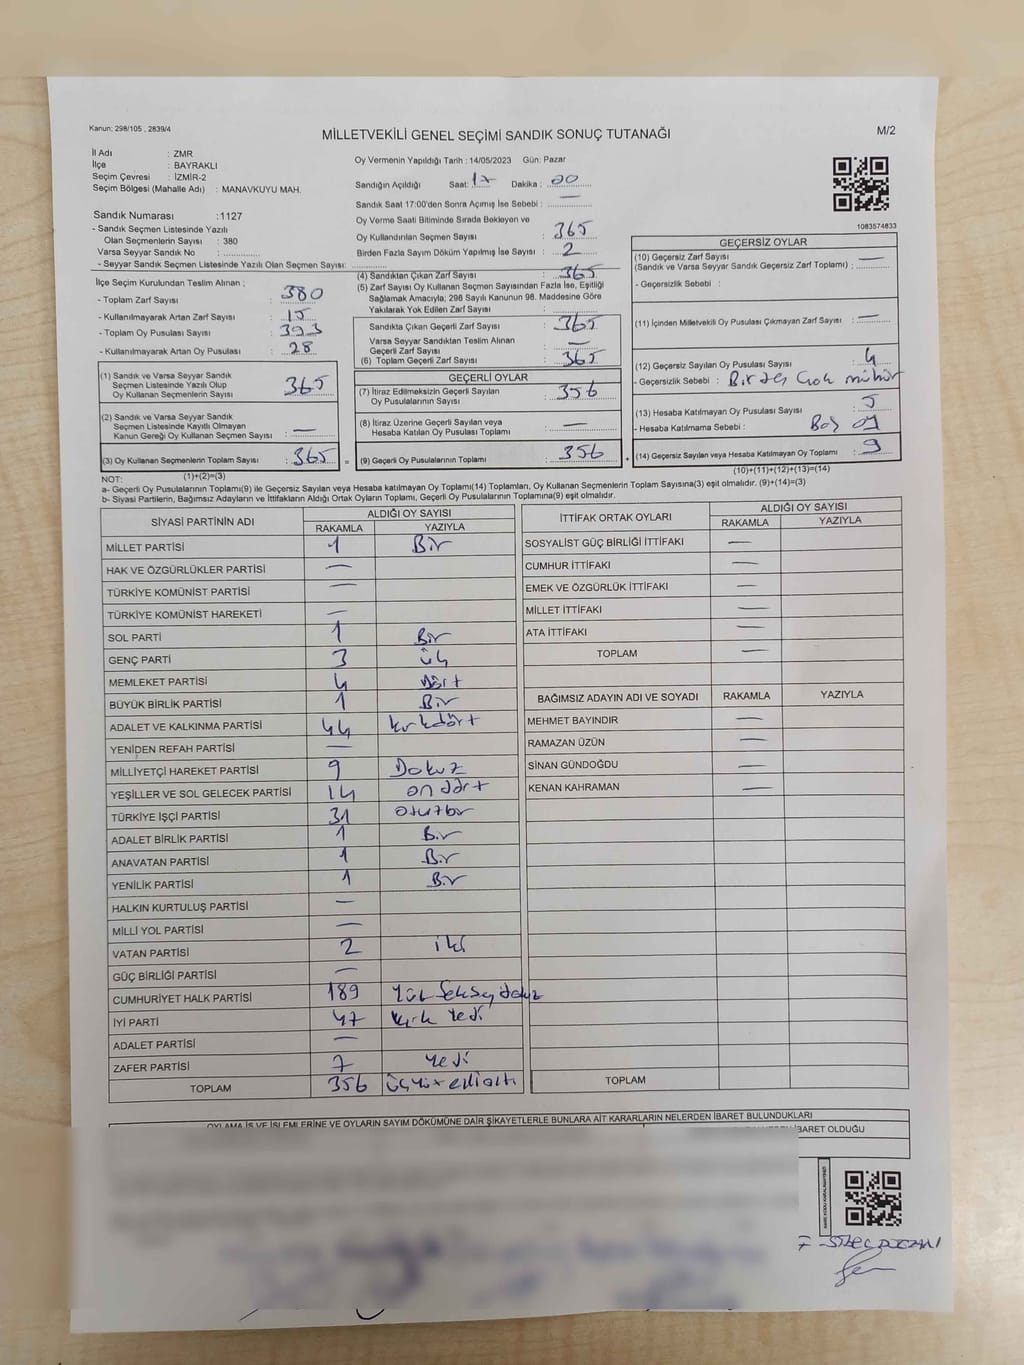 Kanun: 298/105 , 2839/4
MİLLETVEKİLİ GENEL SEÇİMİ SANDIK SONUÇ TUTANAĞI
M/2
İl Adı : ZMR
İlçe : BAYRAKLI
Seçim Çevresi : İZMİR-2
Seçim Bölgesi (Mahalle Adı) : MANAVKUYU MAH.
Sandık Numarası :1127
- Sandık Seçmen Listesinde Yazılı
Olan Seçmenlerin Sayısı : 380
Varsa Seyyar Sandık No :
- Seyyar Sandık Seçmen Listesinde Yazılı Olan Seçmen Sayısı:
Oy Vermenin Yapıldığı Tarih : 14/05/2023 Gün: Pazar
Sandığın Açıldığı Saat: 17 Dakika : 00
Sandık Saat 17:00'den Sonra Açılmış İse Sebebi : —
Oy Verme Saati Bitiminde Sırada Bekleyen ve
Oy Kullandırılan Seçmen Sayısı : 365
Birden Fazla Sayım Döküm Yapılmış İse Sayısı : 2
1083574833
İlçe Seçim Kurulundan Teslim Alınan ;
- Toplam Zarf Sayısı : 380
- Kullanılmayarak Artan Zarf Sayısı : 15
- Toplam Oy Pusulası Sayısı : 393
- Kullanılmayarak Artan Oy Pusulası : 28
(1) Sandık ve Varsa Seyyar Sandık
Seçmen Listesinde Yazılı Olup
Oy Kullanan Seçmenlerin Sayısı : 365
(2) Sandık ve Varsa Seyyar Sandık
Seçmen Listesinde Kayıtlı Olmayan
Kanun Gereği Oy Kullanan Seçmen Sayısı : —
(3) Oy Kullanan Seçmenlerin Toplam Sayısı : 365 =
(4) Sandıktan Çıkan Zarf Sayısı : 365
(5) Zarf Sayısı Oy Kullanan Seçmen Sayısından Fazla İse, Eşitliği
Sağlamak Amacıyla; 298 Sayılı Kanunun 98. Maddesine Göre
Yakılarak Yok Edilen Zarf Sayısı :
Sandıkta Çıkan Geçerli Zarf Sayısı : 365
Varsa Seyyar Sandıktan Teslim Alınan
Geçerli Zarf Sayısı : —
(6) Toplam Geçerli Zarf Sayısı : 365
GEÇERLİ OYLAR
(7) İtiraz Edilmeksizin Geçerli Sayılan
Oy Pusulalarının Sayısı : 356
(8) İtiraz Üzerine Geçerli Sayılan veya
Hesaba Katılan Oy Pusulası Toplamı : —
(9) Geçerli Oy Pusulalarının Toplamı : 356 +
GEÇERSİZ OYLAR
(10) Geçersiz Zarf Sayısı
(Sandık ve Varsa Seyyar Sandık Geçersiz Zarf Toplamı) : —
- Geçersizlik Sebebi :
(11) İçinden Milletvekili Oy Pusulası Çıkmayan Zarf Sayısı : —
(12) Geçersiz Sayılan Oy Pusulası Sayısı : 4
- Geçersizlik Sebebi : Birden çok mühür
(13) Hesaba Katılmayan Oy Pusulası Sayısı : 5
- Hesaba Katılmama Sebebi : Boş oy
(14) Geçersiz Sayılan veya Hesaba Katılmayan Oy Toplamı : 9
NOT: (1)+(2)=(3) (10)+(11)+(12)+(13)=(14)
a- Geçerli Oy Pusulalarının Toplamı(9) ile Geçersiz Sayılan veya Hesaba katılmayan Oy Toplamı(14) Toplamları, Oy Kullanan Seçmenlerin Toplam Sayısına(3) eşit olmalıdır. (9)+(14)=(3)
b- Siyasi Partilerin, Bağımsız Adayların ve İttifakların Aldığı Ortak Oyların Toplamı, Geçerli Oy Pusulalarının Toplamına(9) eşit olmalıdır.
SİYASİ PARTİNİN ADI ALDIĞI OY SAYISI
RAKAMLA YAZIYLA
MİLLET PARTİSİ 1 Bir
HAK VE ÖZGÜRLÜKLER PARTİSİ —
TÜRKİYE KOMÜNİST PARTİSİ —
TÜRKİYE KOMÜNİST HAREKETİ —
SOL PARTİ 1 Bir
GENÇ PARTİ 3 üç
MEMLEKET PARTİSİ 4 dört
BÜYÜK BİRLİK PARTİSİ 1 Bir
ADALET VE KALKINMA PARTİSİ 44 kırkdört
YENİDEN REFAH PARTİSİ —
MİLLİYETÇİ HAREKET PARTİSİ 9 Dokuz
YEŞİLLER VE SOL GELECEK PARTİSİ 14 ondört
TÜRKİYE İŞÇİ PARTİSİ 31 otuzbir
ADALET BİRLİK PARTİSİ 1 Bir
ANAVATAN PARTİSİ 1 Bir
YENİLİK PARTİSİ 1 Bir
HALKIN KURTULUŞ PARTİSİ —
MİLLİ YOL PARTİSİ —
VATAN PARTİSİ 2 iki
GÜÇ BİRLİĞİ PARTİSİ —
CUMHURİYET HALK PARTİSİ 189
İYİ PARTİ 47 kırk yedi
ADALET PARTİSİ —
ZAFER PARTİSİ 7 yedi
TOPLAM 356 üçyüzelliatı
İTTİFAK ORTAK OYLARI ALDIĞI OY SAYISI
RAKAMLA YAZIYLA
SOSYALİST GÜÇ BİRLİĞİ İTTİFAKI —
CUMHUR İTTİFAKI —
EMEK VE ÖZGÜRLÜK İTTİFAKI —
MİLLET İTTİFAKI —
ATA İTTİFAKI —
TOPLAM —
BAĞIMSIZ ADAYIN ADI VE SOYADI RAKAMLA YAZIYLA
MEHMET BAYINDIR —
RAMAZAN ÜZÜN —
SİNAN GÜNDOĞDU —
KENAN KAHRAMAN —
TOPLAM
OYLAMA İŞ VE İŞLEMLERİNE VE OYLARIN SAYIM DÖKÜMÜNE DAİR ŞİKAYETLERLE BUNLARA AİT KARARLARIN NELERDEN İBARET BULUNDUKLARI
İBARET OLDUĞU